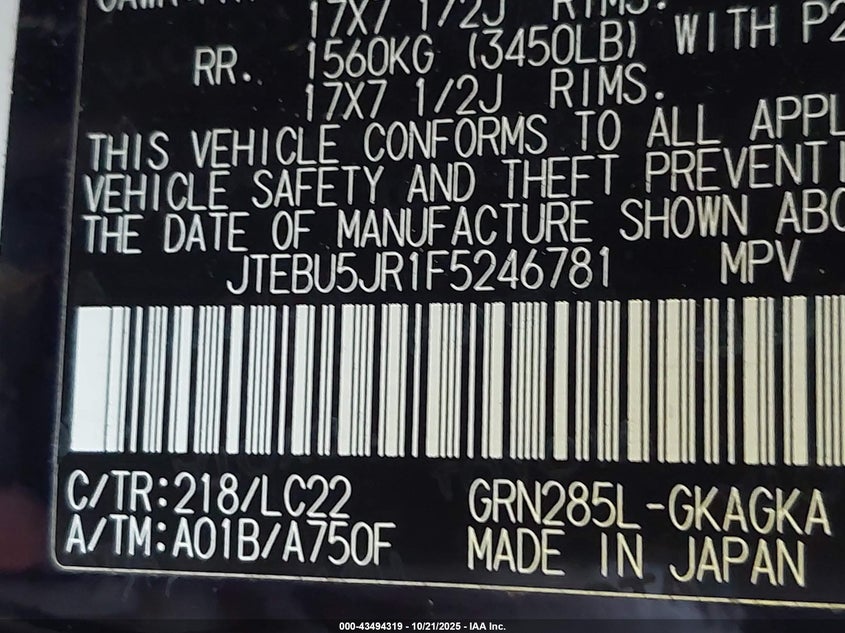 17X7 1/2J RIMS.
RR. 1560KG (3450LB) WITH P2
17X7 1/2J RIMS.
THIS VEHICLE CONFORMS TO ALL APPL
VEHICLE SAFETY AND THEFT PREVENTI
THE DATE OF MANUFACTURE SHOWN ABO
JTEBU5JR1F5246781 MPV
C/TR:218/LC22 GRN285L-GKAGKA
A/TM:A01B/A750F MADE IN JAPAN
000-43494319 - 10/21/2025 - IAA Inc.